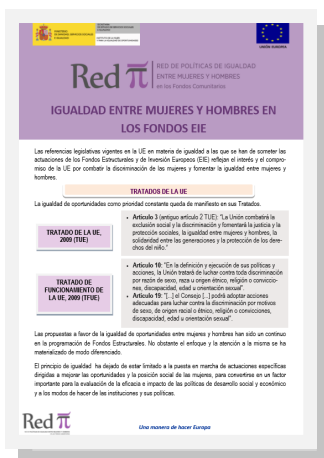 unión europea
Red π
RED DE POLÍTICAS DE IGUALDAD
ENTRE MUJERES Y HOMBRES
en los Fondos Comunitarios
IGUALDAD ENTRE MUJERES Y HOMBRES EN
LOS FONDOS EIE
Las referencias legislativas vigentes en la UE en materia de igualdad a las que se han de someter las
actuaciones de los Fondos Estructurales y de Inversión Europeos (EIE) reflejan el interés y el compro-
miso de la UE por combatir la discriminación de las mujeres y fomentar la igualdad entre mujeres y
hombres.
TRATADOS DE LA UE
La igualdad de oportunidades como prioridad constante queda de manifiesto en sus Tratados.
TRATADO DE LA UE,
2009 (TUE)
• Artículo 3 (antiguo artículo 2 TUE): "La Unión combatirá la
exclusión social y la discriminación y fomentará la justicia y la
protección sociales, la igualdad entre mujeres y hombres, la
solidaridad entre las generaciones y la protección de los dere-
chos del niño."
TRATADO DE
FUNCIONAMIENTO DE
LA UE, 2009 (TFUE)
• Artículo 10: "En la definición y ejecución de sus políticas y
acciones, la Unión tratará de luchar contra toda discriminación
por razón de sexo, raza u origen étnico, religión o conviccio-
nes, discapacidad, edad u orientación sexual".
• Artículo 19: "[...] el Consejo [...] podrá adoptar acciones
adecuadas para luchar contra la discriminación por motivos
de sexo, de origen racial o étnico, religión o convicciones,
discapacidad, edad u orientación sexual".
Las propuestas a favor de la igualdad de oportunidades entre mujeres y hombres han sido un continuo
en la programación de Fondos Estructurales. No obstante el enfoque y la atención a la misma se ha
materializado de modo diferenciado.
El principio de igualdad ha dejado de estar limitado a la puesta en marcha de actuaciones específicas
dirigidas a mejorar las oportunidades y la posición social de las mujeres, para convertirse en un factor
importante para la evaluación de la eficacia e impacto de las políticas de desarrollo social y económico
y a los modos de hacer de las instituciones y sus políticas.
Red π
Una manera de hacer Europa